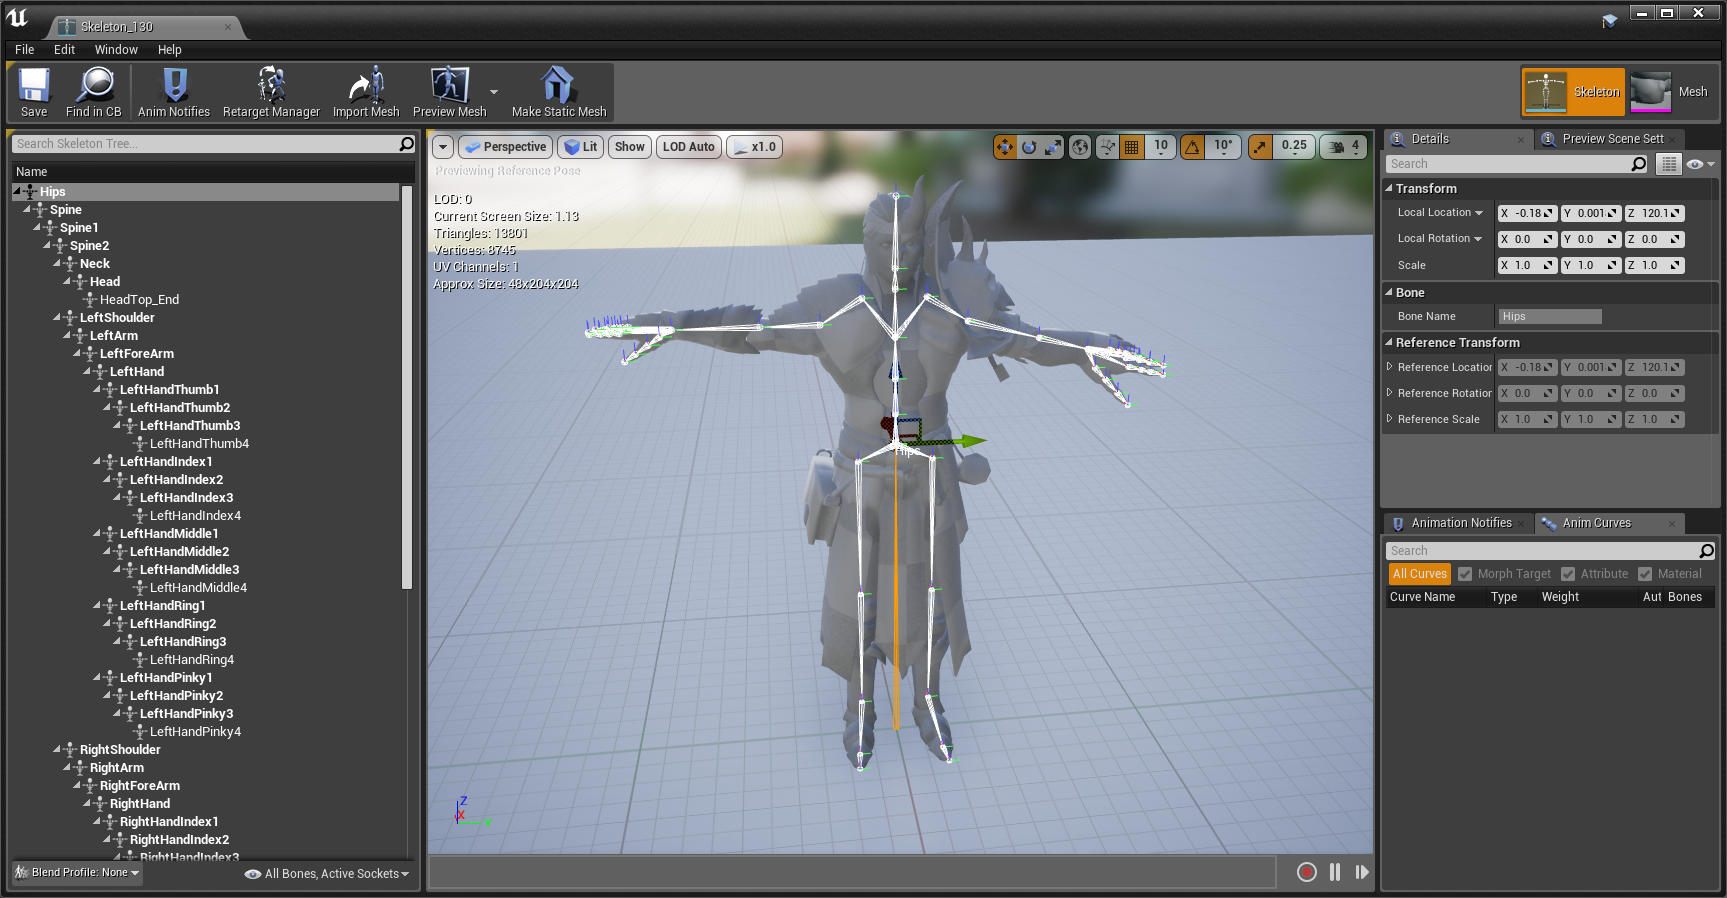 Skeleton_130
File Edit Window Help
Save Find in CB Anim Notifies Retarget Manager Import Mesh Preview Mesh Make Static Mesh Skeleton Mesh
Search Skeleton Tree...
Name
Hips
Spine
Spine1
Spine2
Neck
Head
HeadTop_End
LeftShoulder
LeftArm
LeftForeArm
LeftHand
LeftHandThumb1
LeftHandThumb2
LeftHandThumb3
LeftHandThumb4
LeftHandIndex1
LeftHandIndex2
LeftHandIndex3
LeftHandIndex4
LeftHandMiddle1
LeftHandMiddle2
LeftHandMiddle3
LeftHandMiddle4
LeftHandRing1
LeftHandRing2
LeftHandRing3
LeftHandRing4
LeftHandPinky1
LeftHandPinky2
LeftHandPinky3
LeftHandPinky4
RightShoulder
RightArm
RightForeArm
RightHand
RightHandIndex1
RightHandIndex2
RightHandIndex3
Blend Profile: None All Bones, Active Sockets
Perspective Lit Show LOD Auto x1.0 10 10° 0.25 4
Previewing Reference Pose
LOD: 0
Current Screen Size: 1.13
Triangles: 13801
Vertices: 8745
UV Channels: 1
Approx Size: 48x204x204
Hips
Z
X
Y
Details Preview Scene Sett
Search
Transform
Local Location X -0.18 Y 0.001 Z 120.1
Local Rotation X 0.0 Y 0.0 Z 0.0
Scale X 1.0 Y 1.0 Z 1.0
Bone
Bone Name Hips
Reference Transform
Reference Location X -0.18 Y 0.001 Z 120.1
Reference Rotation X 0.0 Y 0.0 Z 0.0
Reference Scale X 1.0 Y 1.0 Z 1.0
Animation Notifies Anim Curves
Search
All Curves Morph Target Attribute Material
Curve Name Type Weight Aut Bones